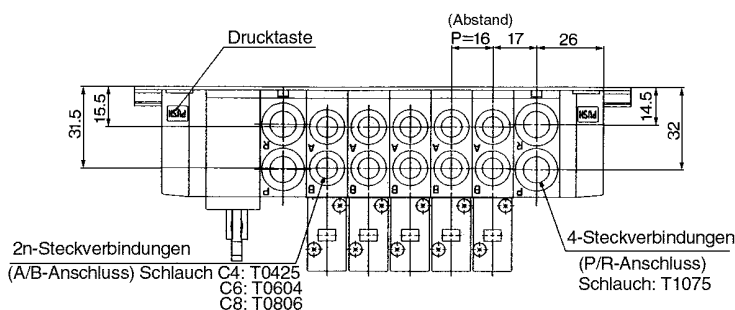 (Abstand)
P=16
17
26
Drucktaste
31.5
15.5
PUSH
PUSH
14.5
32
R
A
A
A
A
A
R
P
B
B
B
B
B
P
2n-Steckverbindungen
(A/B-Anschluss) Schlauch C4: T0425
C6: T0604
C8: T0806
4-Steckverbindungen
(P/R-Anschluss)
Schlauch: T1075